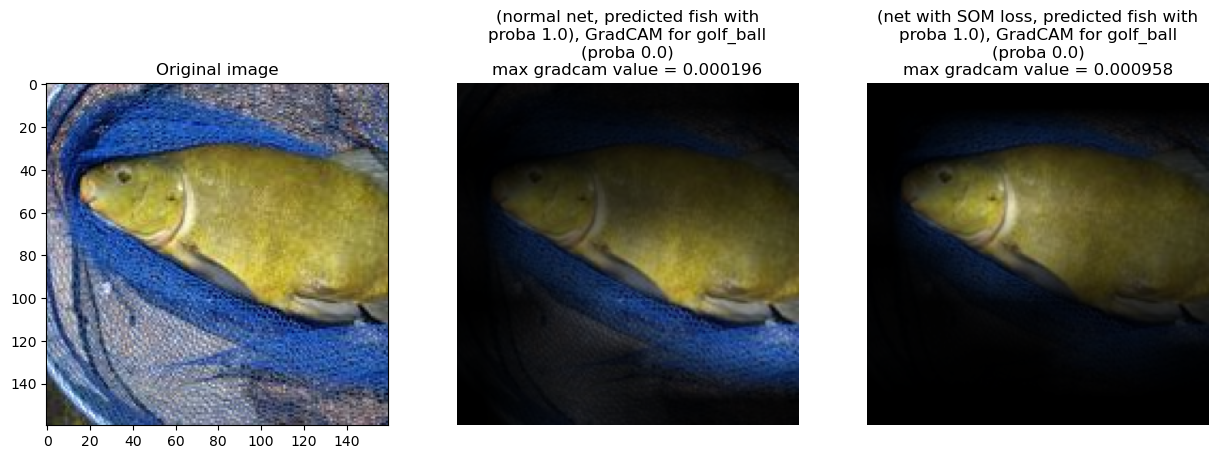 Original image
0
20
40
60
80
100
120
140
0 20 40 60 80 100 120 140
(normal net, predicted fish with
proba 1.0), GradCAM for golf_ball
(proba 0.0)
max gradcam value = 0.000196
(net with SOM loss, predicted fish with
proba 1.0), GradCAM for golf_ball
(proba 0.0)
max gradcam value = 0.000958